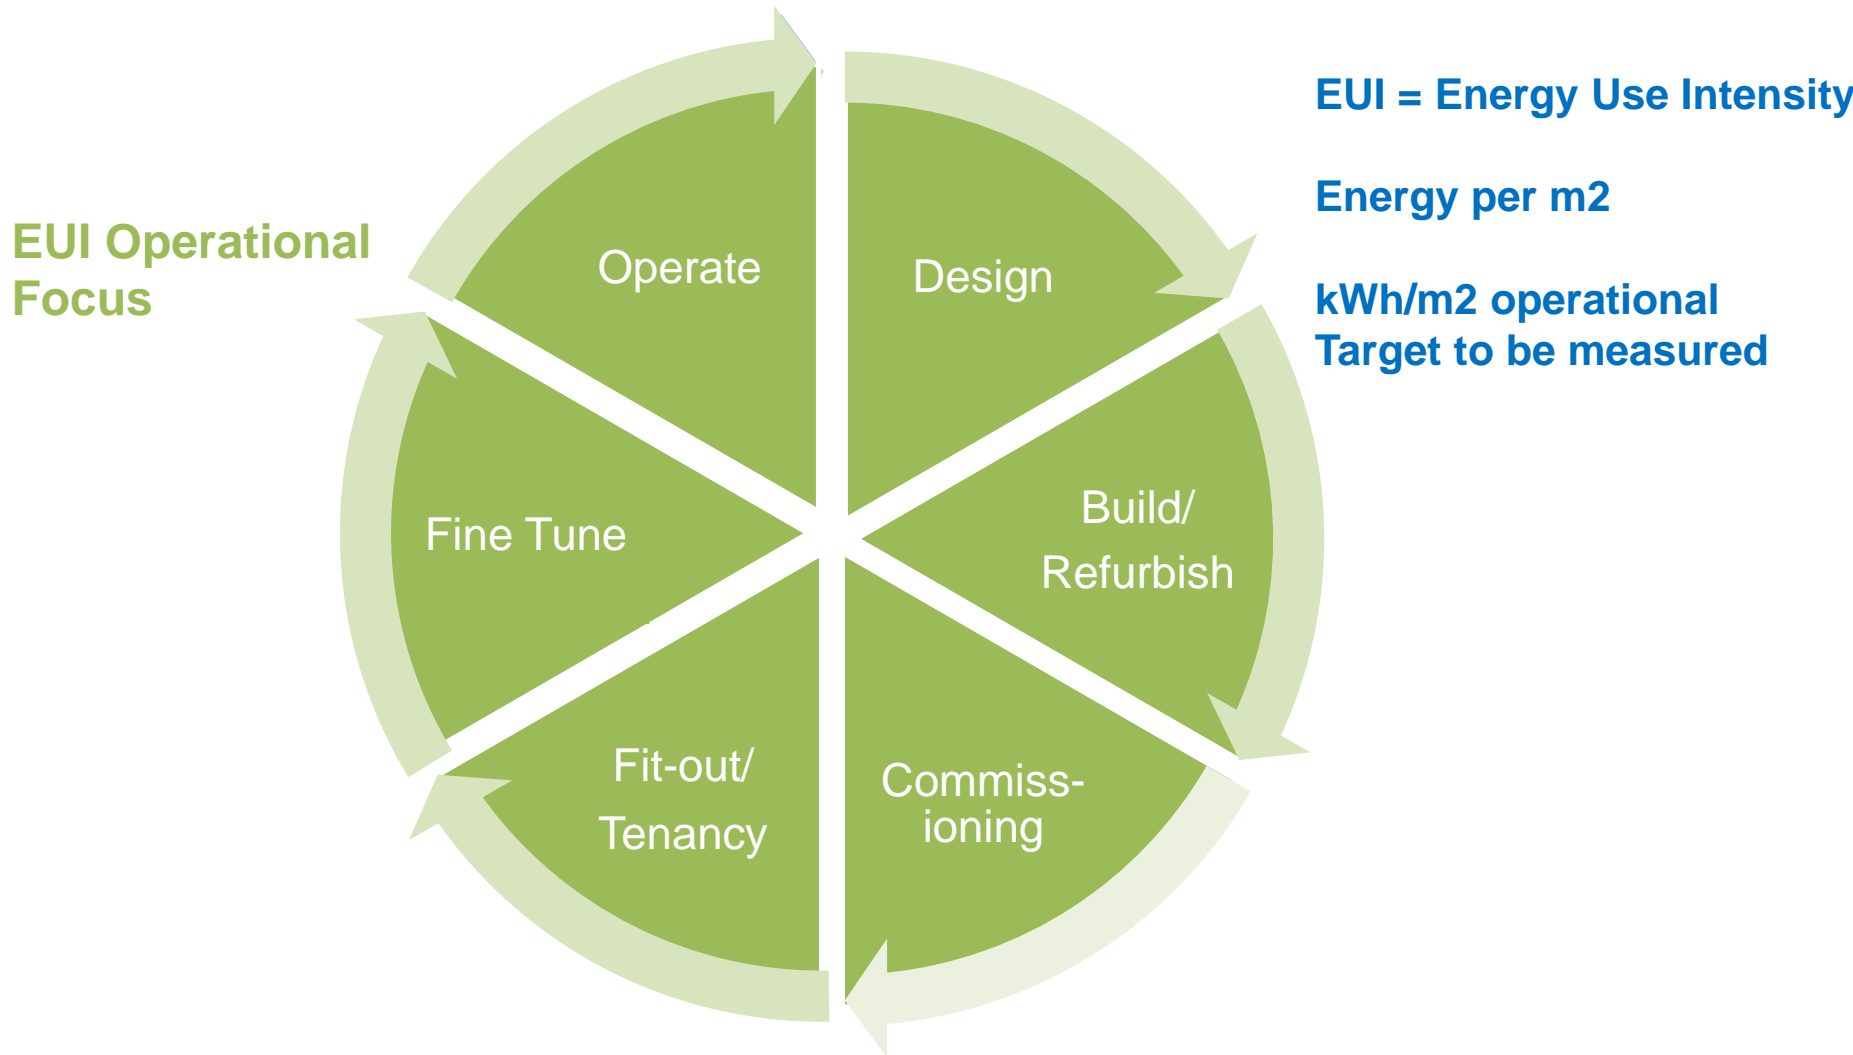 EUI = Energy Use Intensity
Energy per m2
kWh/m2 operational
Target to be measured
EUI Operational
Focus
Operate
Design
Build/
Refurbish
Commiss-
ioning
Fit-out/
Tenancy
Fine Tune